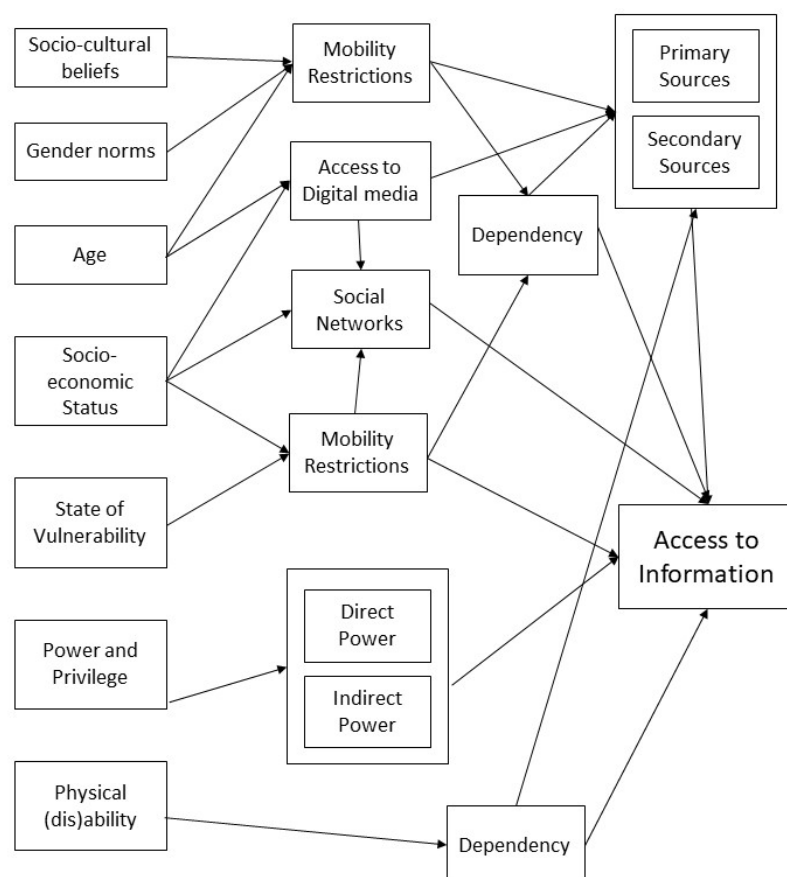 Socio-cultural
beliefs
Gender norms
Age
Socio-
economic
Status
State of
Vulnerability
Power and
Privilege
Physical
(dis)ability
Mobility
Restrictions
Access to
Digital media
Social
Networks
Mobility
Restrictions
Direct
Power
Indirect
Power
Dependency
Dependency
Primary
Sources
Secondary
Sources
Access to
Information